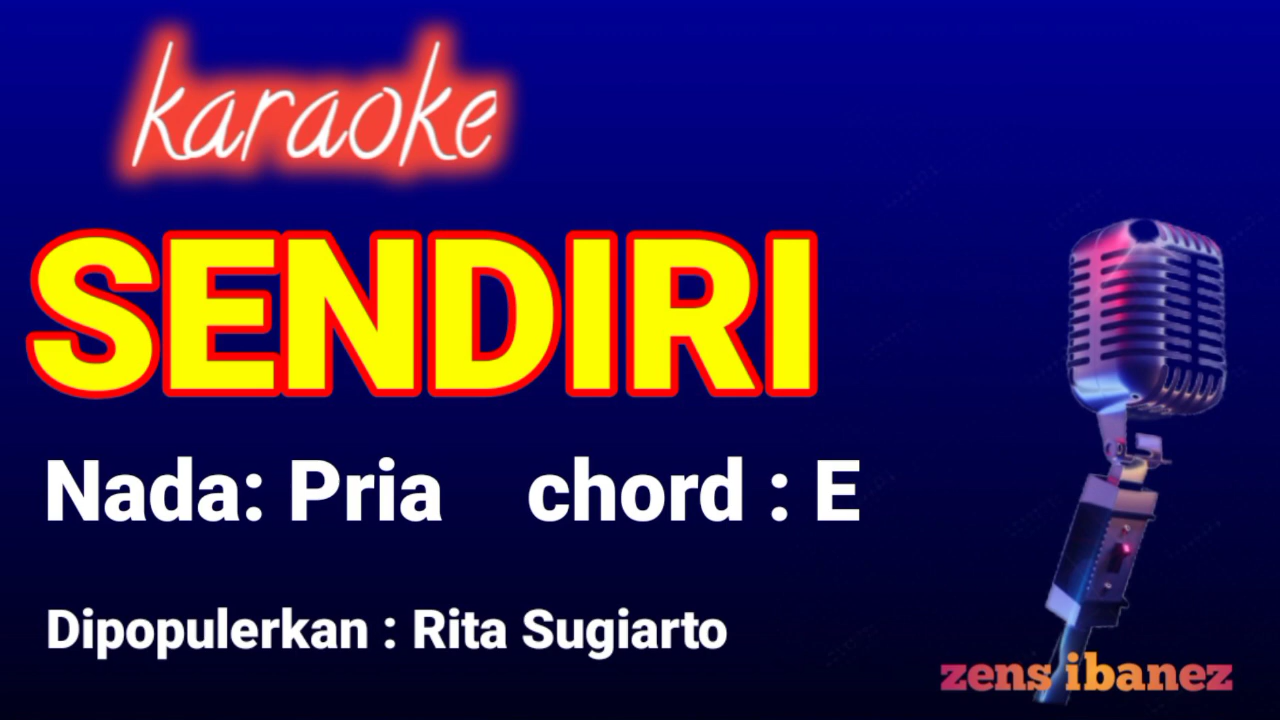 karaoke
SENDIRI
Nada: Pria chord : E
Dipopulerkan : Rita Sugiarto
zens ibanez